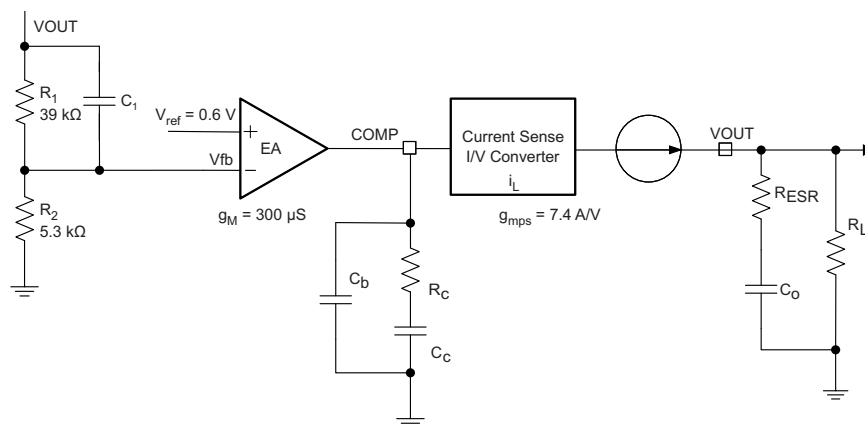 VOUT
R1
39 kΩ
C1
R2
5.3 kΩ
Vref = 0.6 V
Vfb
+
−
EA
gM = 300 µS
COMP
Cb
Rc
Cc
Current Sense
I/V Converter
iL
gmps = 7.4 A/V
VOUT
RESR
Co
RL